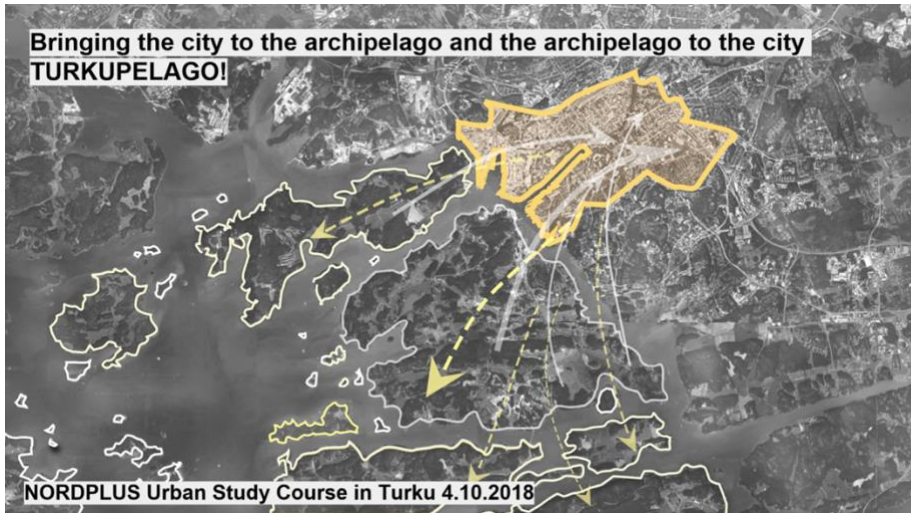 Bringing the city to the archipelago and the archipelago to the city
TURKUPELAGO!
NORDPLUS Urban Study Course in Turku 4.10.2018